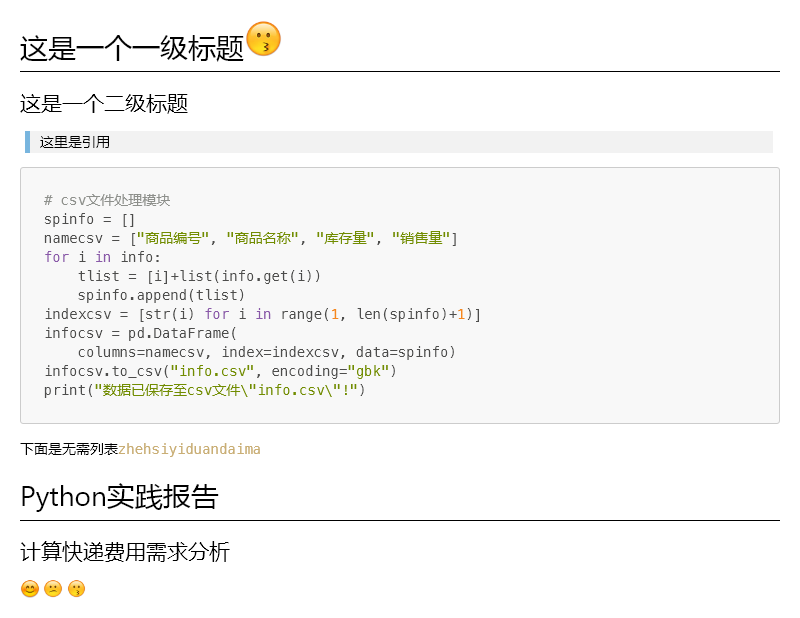 这是一个一级标题😗
这是一个二级标题
这里是引用
# csv文件处理模块
spinfo = []
namecsv = ["商品编号", "商品名称", "库存量", "销售量"]
for i in info:
    tlist = [i]+list(info.get(i))
    spinfo.append(tlist)
indexcsv = [str(i) for i in range(1, len(spinfo)+1)]
infocsv = pd.DataFrame(
    columns=namecsv, index=indexcsv, data=spinfo)
infocsv.to_csv("info.csv", encoding="gbk")
print("数据已保存至csv文件\"info.csv\"!")
下面是无需列表zhehsiyiduandaima
Python实践报告
计算快递费用需求分析
😊😕😗